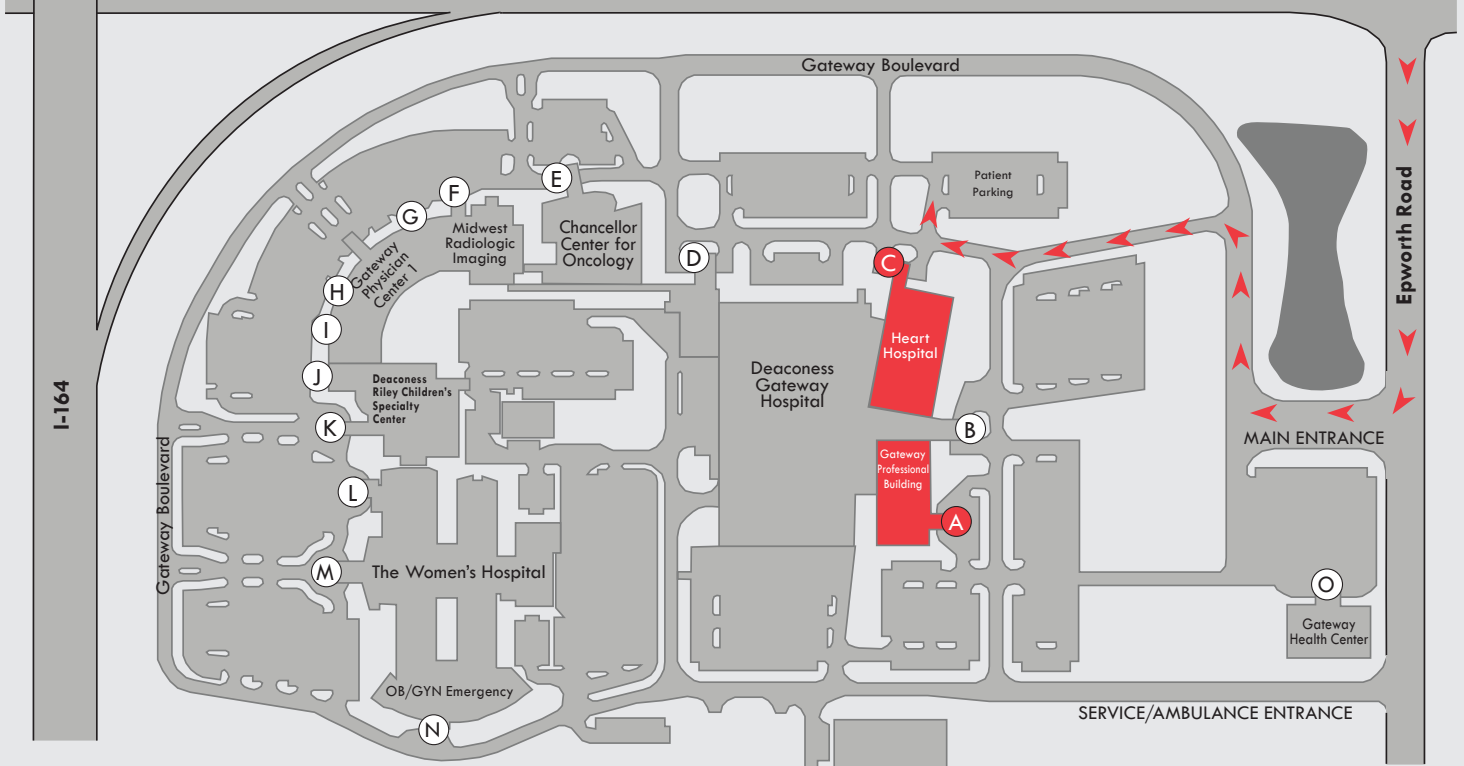 Gateway Boulevard
Patient
Parking
Epworth Road
E
F
G
Midwest
Radiologic
Imaging
Chancellor
Center for
Oncology
D
C
Gateway
Physician
Center 1
H
I
Heart
Hospital
J
Deaconess
Riley Children's
Specialty
Center
Deaconess
Gateway
Hospital
I-164
K
B
MAIN ENTRANCE
Gateway
Professional
Building
Gateway Boulevard
L
A
M
The Women's Hospital
O
Gateway
Health Center
OB/GYN Emergency
N
SERVICE/AMBULANCE ENTRANCE